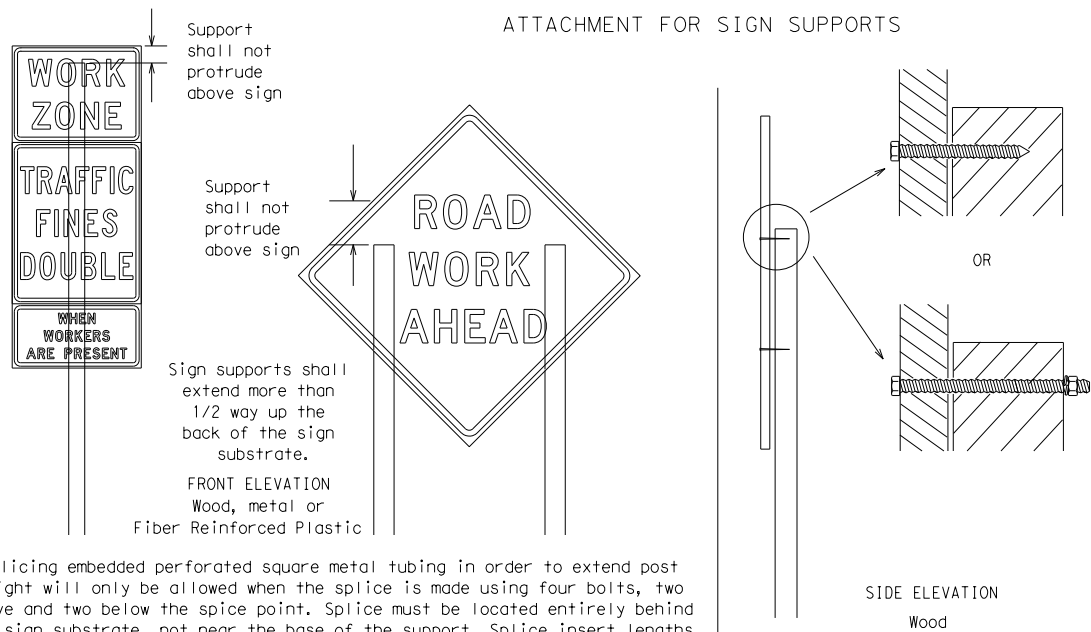 ATTACHMENT FOR SIGN SUPPORTS
Support
shall not
protrude
above sign
WORK
ZONE
TRAFFIC
FINES
DOUBLE
WHEN
WORKERS
ARE PRESENT
Support
shall not
protrude
above sign
ROAD
WORK
AHEAD
Sign supports shall
extend more than
1/2 way up the
back of the sign
substrate.
FRONT ELEVATION
Wood, metal or
Fiber Reinforced Plastic
OR
SIDE ELEVATION
Wood
licing embedded perforated square metal tubing in order to extend post
ight will only be allowed when the splice is made using four bolts, two
ve and two below the spice point. Splice must be located entirely behind
sign substrate, not near the base of the support. Splice insert lengths